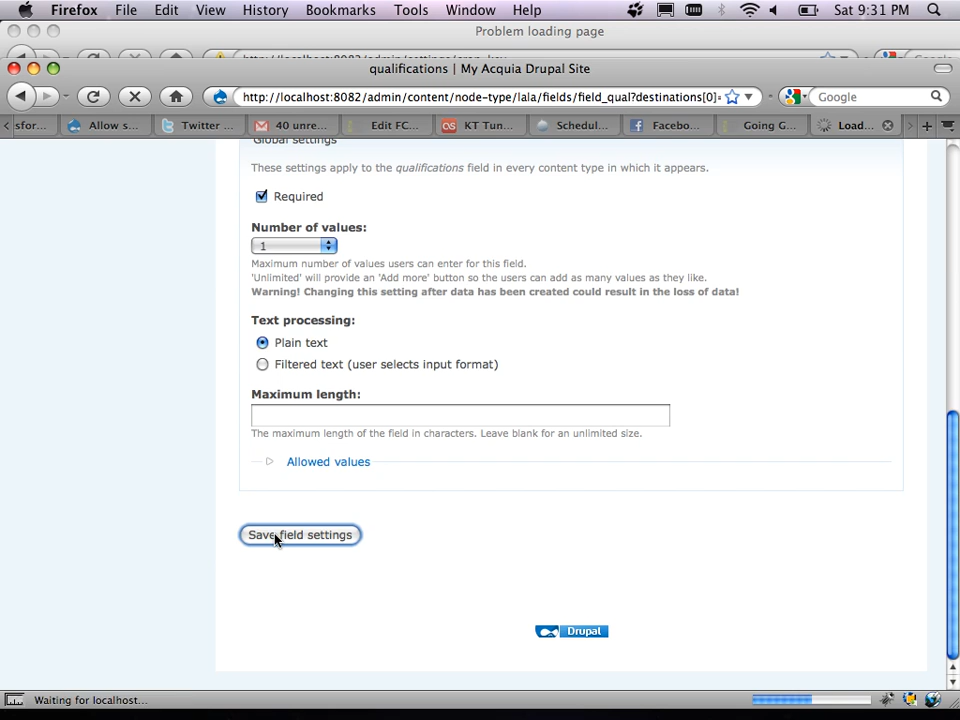 Firefox File Edit View History Bookmarks Tools Window Help Sat 9:31 PM
Problem loading page
qualifications | My Acquia Drupal Site
http://localhost:8082/admin/content/node-type/lala/fields/field_qual?destinations[0]= Google
sfor... Allow s... Twitter ... 40 unre... Edit FC... KT Tun... Schedul... Facebo... Going G... Load...
Global settings
These settings apply to the qualifications field in every content type in which it appears.
Required
Number of values:
1
Maximum number of values users can enter for this field.
'Unlimited' will provide an 'Add more' button so the users can add as many values as they like.
Warning! Changing this setting after data has been created could result in the loss of data!
Text processing:
Plain text
Filtered text (user selects input format)
Maximum length:
The maximum length of the field in characters. Leave blank for an unlimited size.
Allowed values
Save field settings
Drupal
Waiting for localhost...